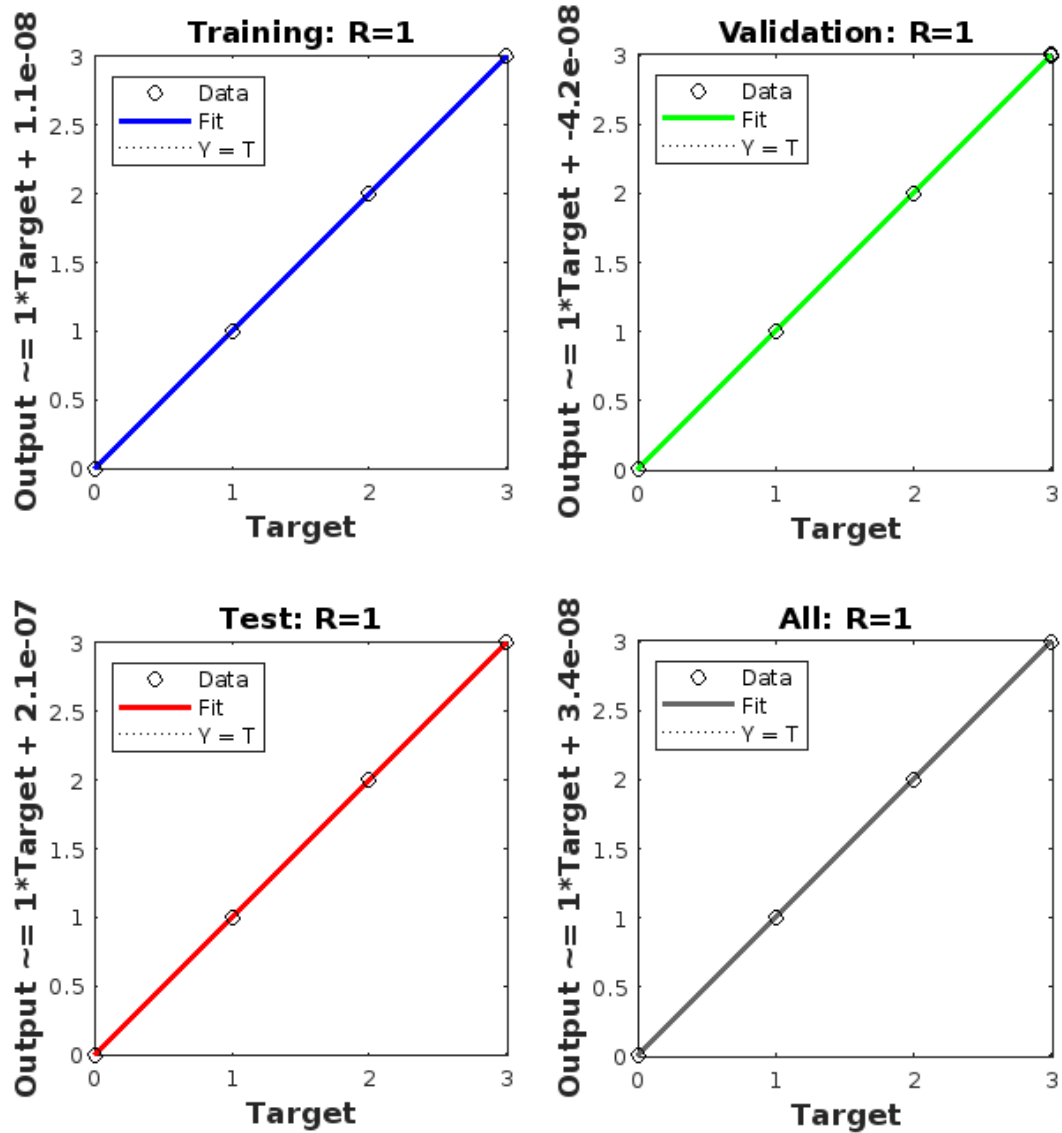 Training: R=1
Output ~= 1*Target + 1.1e-08
3
2.5
2
1.5
1
0.5
0
Data
Fit
Y = T
0 1 2 3
Target
Validation: R=1
Output ~= 1*Target + -4.2e-08
3
2.5
2
1.5
1
0.5
0
Data
Fit
Y = T
0 1 2 3
Target
Test: R=1
Output ~= 1*Target + 2.1e-07
3
2.5
2
1.5
1
0.5
0
Data
Fit
Y = T
0 1 2 3
Target
All: R=1
Output ~= 1*Target + 3.4e-08
3
2.5
2
1.5
1
0.5
0
Data
Fit
Y = T
0 1 2 3
Target